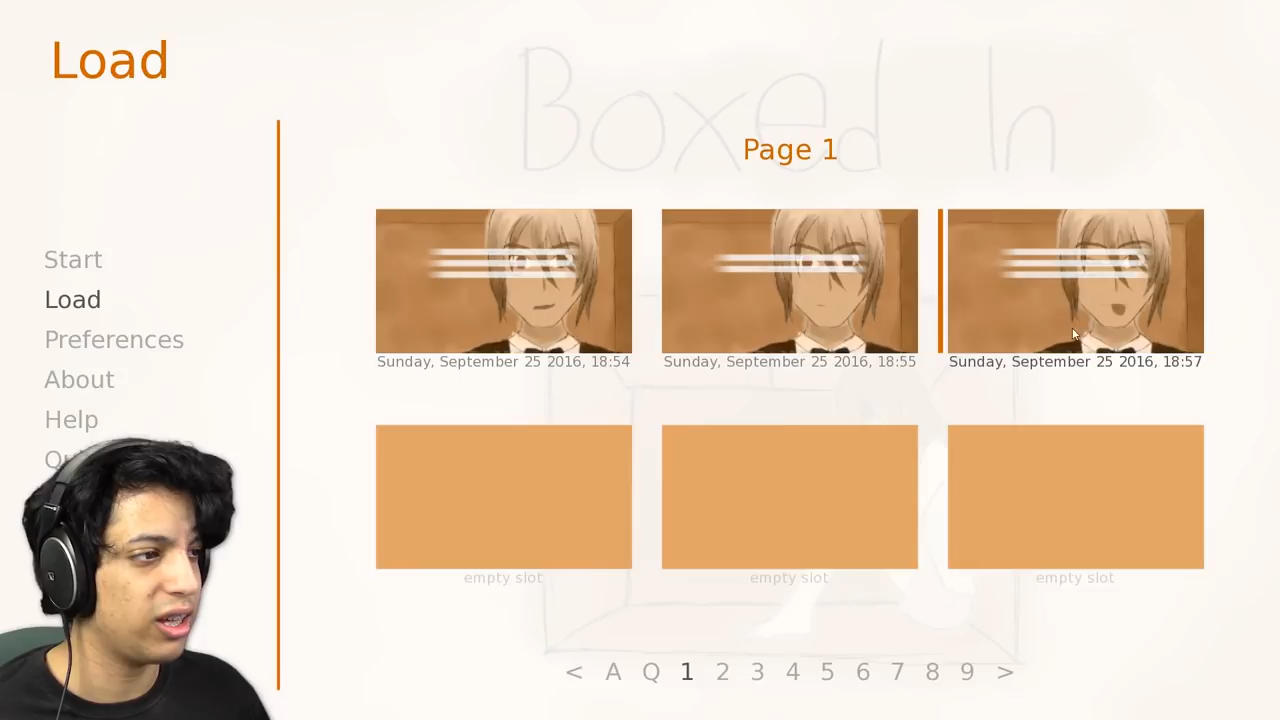 Load
Boxed In
Page 1
Start
Load
Preferences
About
Help
Sunday, September 25 2016, 18:54
Sunday, September 25 2016, 18:55
Sunday, September 25 2016, 18:57
empty slot
empty slot
empty slot
< A Q 1 2 3 4 5 6 7 8 9 >